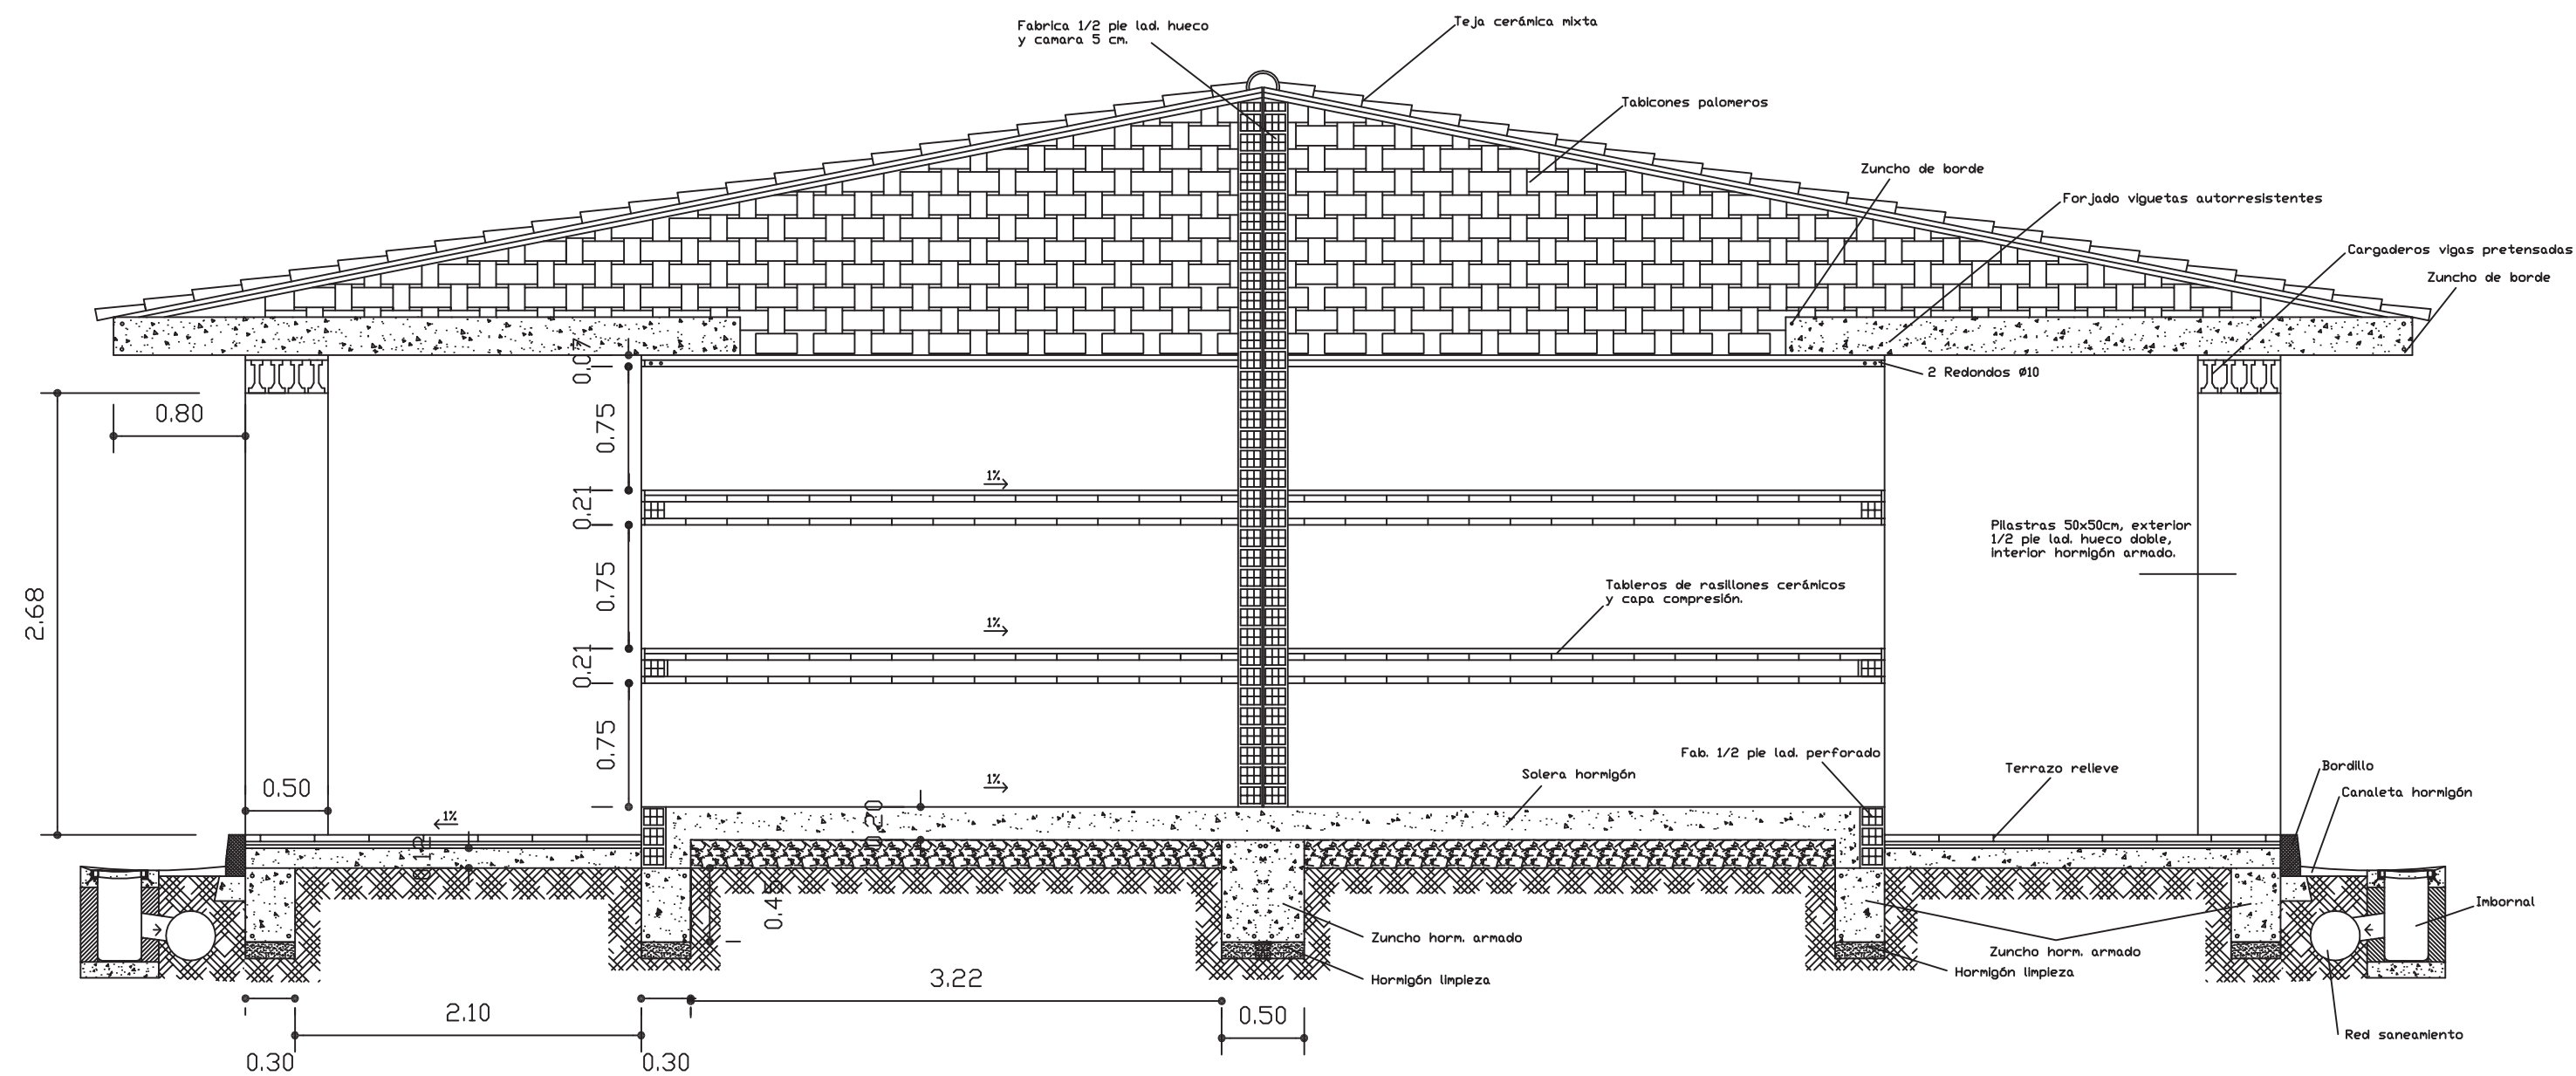 Fabrica 1/2 pie lad. hueco
y camara 5 cm.
Teja cerámica mixta
Tabicones palomeros
Zuncho de borde
Forjado viguetas autorresistentes
Cargaderos vigas pretensadas
Zuncho de borde
2 Redondos Ø10
0.07
0.80
0.75
1%
0.21
Pilastras 50x50cm, exterior
1/2 pie lad. hueco doble,
interior hormigón armado.
2.68
0.75
Tableros de rasillones cerámicos
y capa compresión.
1%
0.21
0.75
Fab. 1/2 pie lad. perforado
Solera hormigón
Terrazo relieve
Bordillo
Canaleta hormigón
1%
0.50
1%
0.20
0.12
0.45
Imbornal
Zuncho horm. armado
Zuncho horm. armado
Hormigón limpieza
Hormigón limpieza
3.22
2.10
0.50
0.30
0.30
Red saneamiento